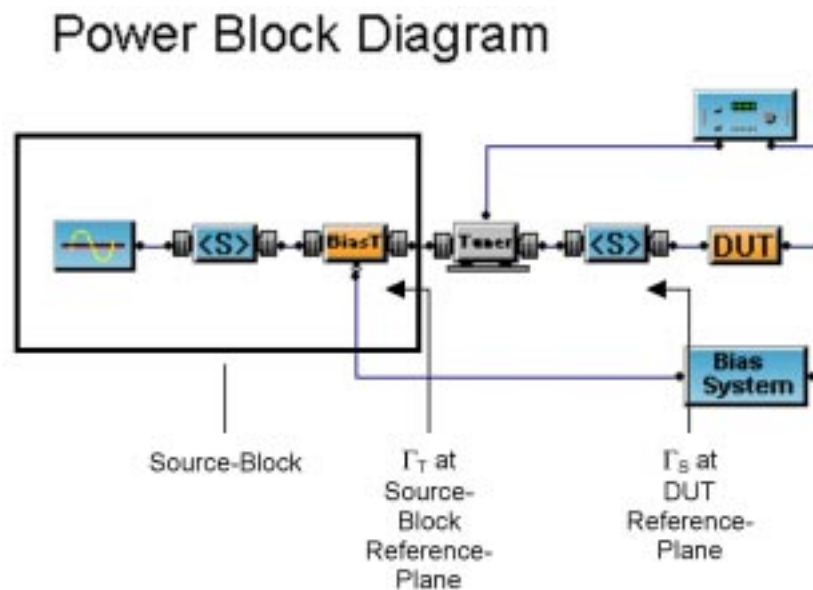 Power Block Diagram
<S>
BiasT
Tuner
<S>
DUT
Bias
System
Source-Block
ΓT at
Source-
Block
Reference-
Plane
ΓS at
DUT
Reference-
Plane